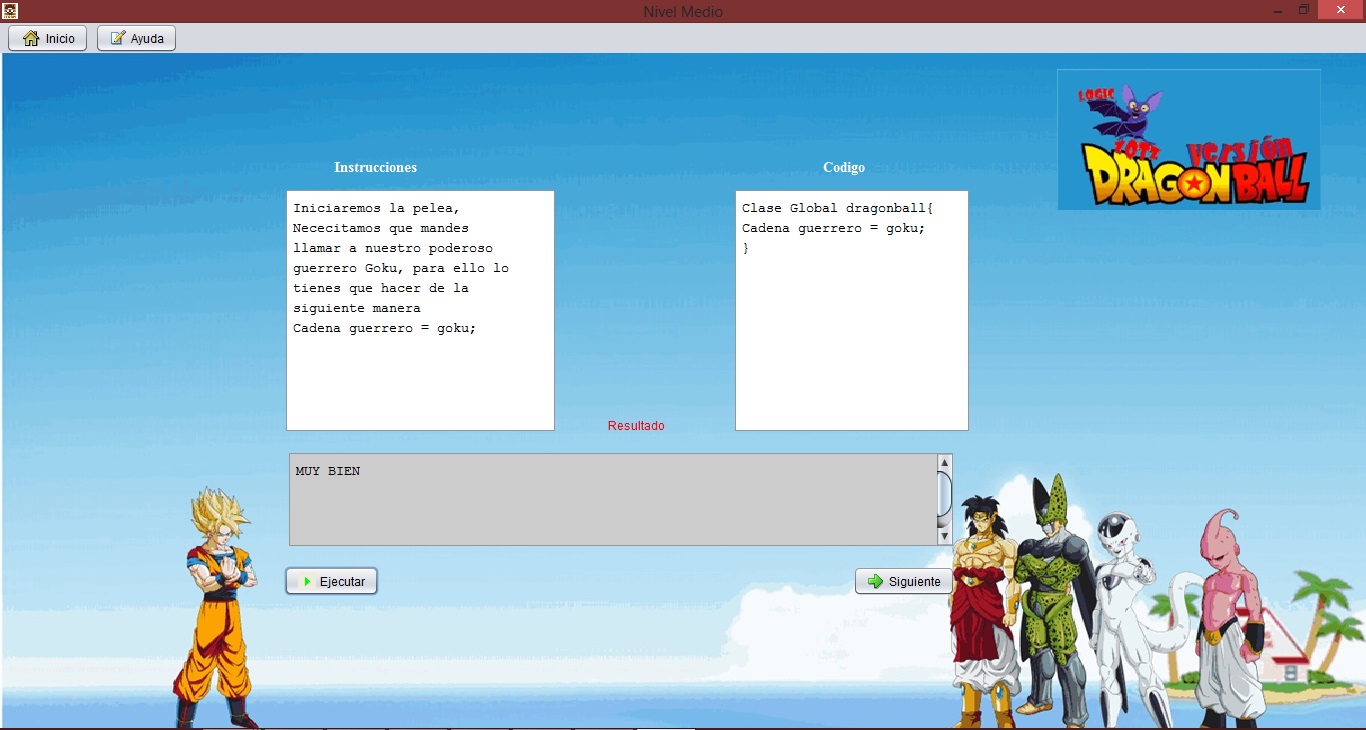 Nivel Medio
Inicio
Ayuda
LOGIC
ZOTZ
versión
DRAGON BALL
Instrucciones
Iniciaremos la pelea,
Nececitamos que mandes
llamar a nuestro poderoso
guerrero Goku, para ello lo
tienes que hacer de la
siguiente manera
Cadena guerrero = goku;
Codigo
Clase Global dragonball{
Cadena guerrero = goku;
}
Resultado
MUY BIEN
Ejecutar
Siguiente